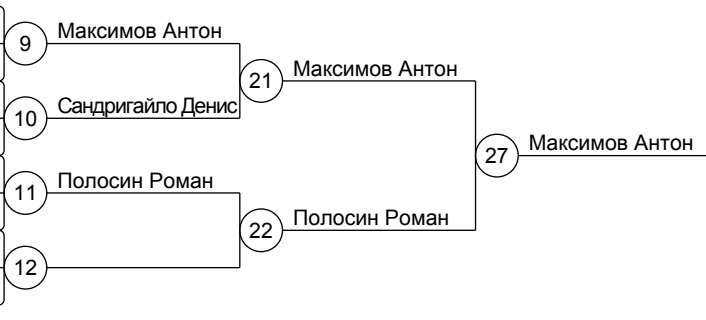 9 Максимов Антон
21 Максимов Антон
10 Сандригайло Денис
27 Максимов Антон
11 Полосин Роман
22 Полосин Роман
12